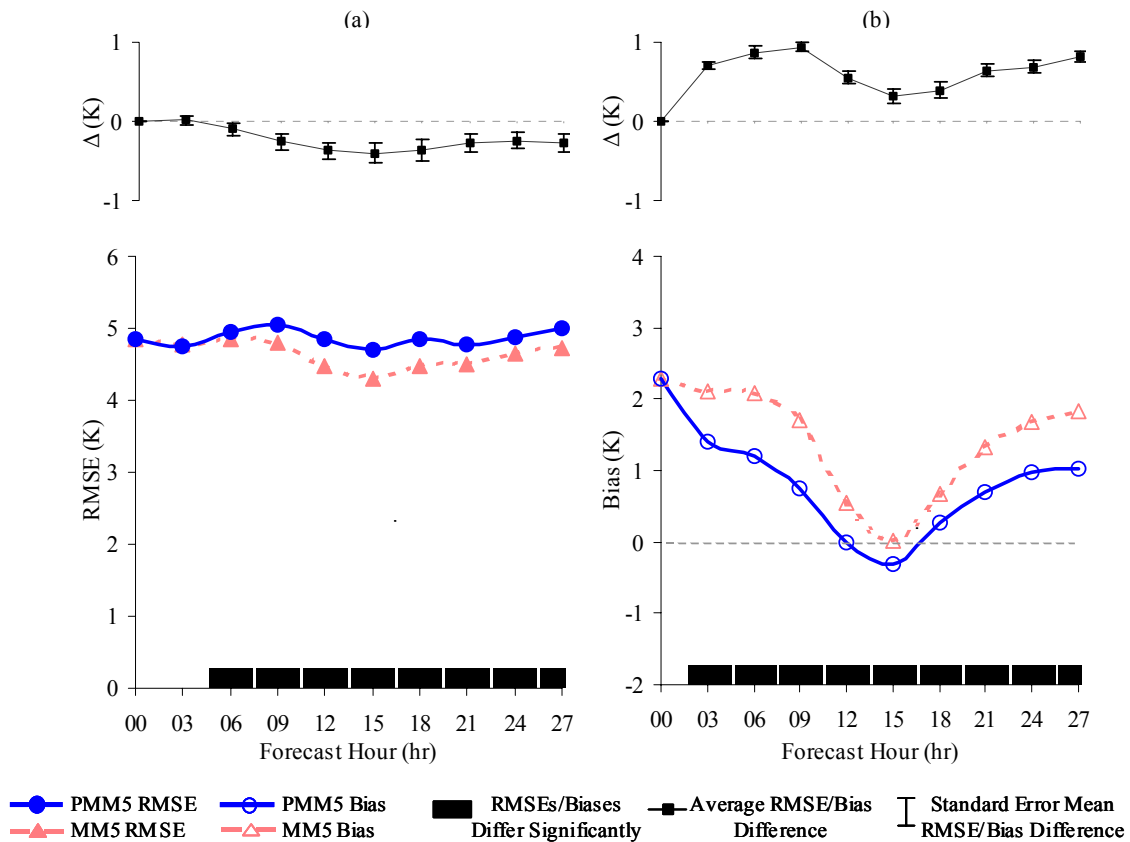 (a)
(b)
1
0
-1
Δ (K)
1
0
-1
Δ (K)
6
5
4
3
2
1
0
RMSE (K)
00 03 06 09 12 15 18 21 24 27
Forecast Hour (hr)
4
3
2
1
0
-1
-2
Bias (K)
00 03 06 09 12 15 18 21 24 27
Forecast Hour (hr)
PMM5 RMSE
MM5 RMSE
PMM5 Bias
MM5 Bias
RMSEs/Biases
Differ Significantly
Average RMSE/Bias
Difference
Standard Error Mean
RMSE/Bias Difference